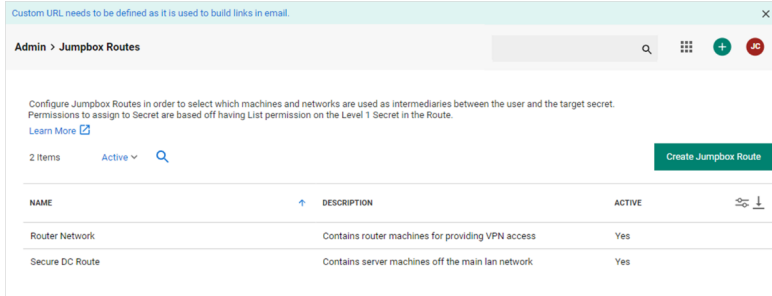 Custom URL needs to be defined as it is used to build links in email.
Admin > Jumpbox Routes
JC
Configure Jumpbox Routes in order to select which machines and networks are used as intermediaries between the user and the target secret.
Permissions to assign to Secret are based off having List permission on the Level 1 Secret in the Route.
Learn More
2 Items Active
Create Jumpbox Route
NAME DESCRIPTION ACTIVE
Router Network Contains router machines for providing VPN access Yes
Secure DC Route Contains server machines off the main lan network Yes